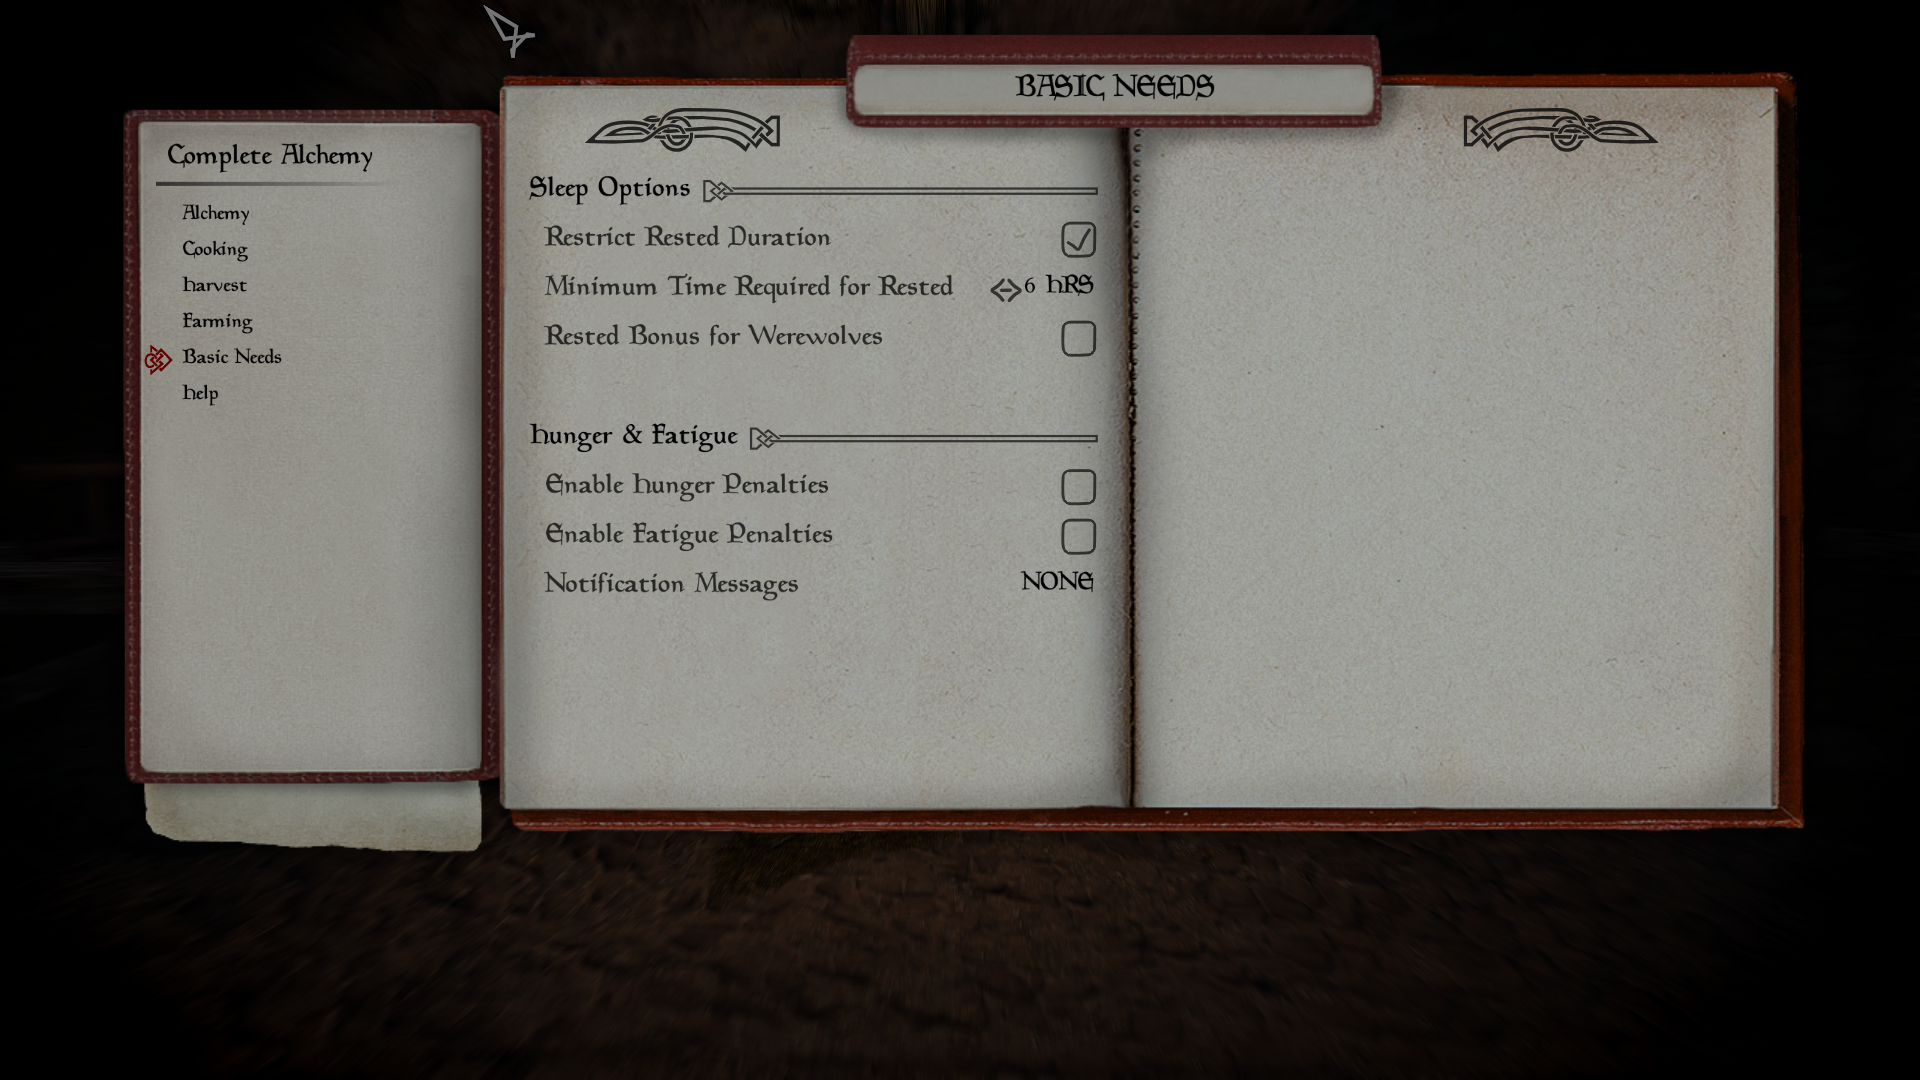 BASIC NEEDS
Complete Alchemy
Alchemy
Cooking
Harvest
Farming
Basic Needs
Help
Sleep Options
Restrict Rested Duration
Minimum Time Required for Rested 6 HRS
Rested Bonus for Werewolves
Hunger & Fatigue
Enable Hunger Penalties
Enable Fatigue Penalties
Notification Messages NONE